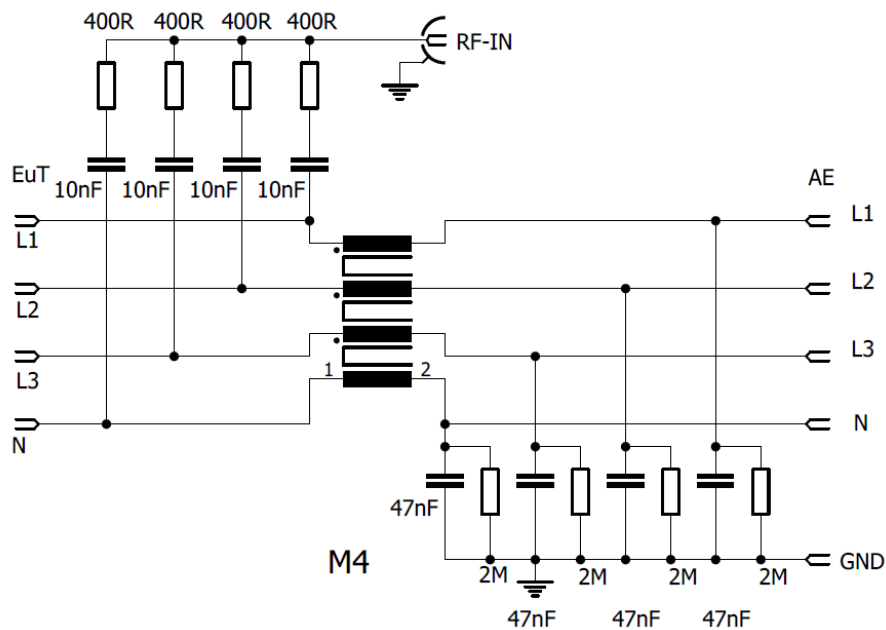 400R 400R 400R 400R
RF-IN
EuT 10nF 10nF 10nF 10nF AE
L1 L1
L2 L2
L3 1 2 L3
N N
47nF
M4 2M 2M 2M 2M GND
47nF 47nF 47nF